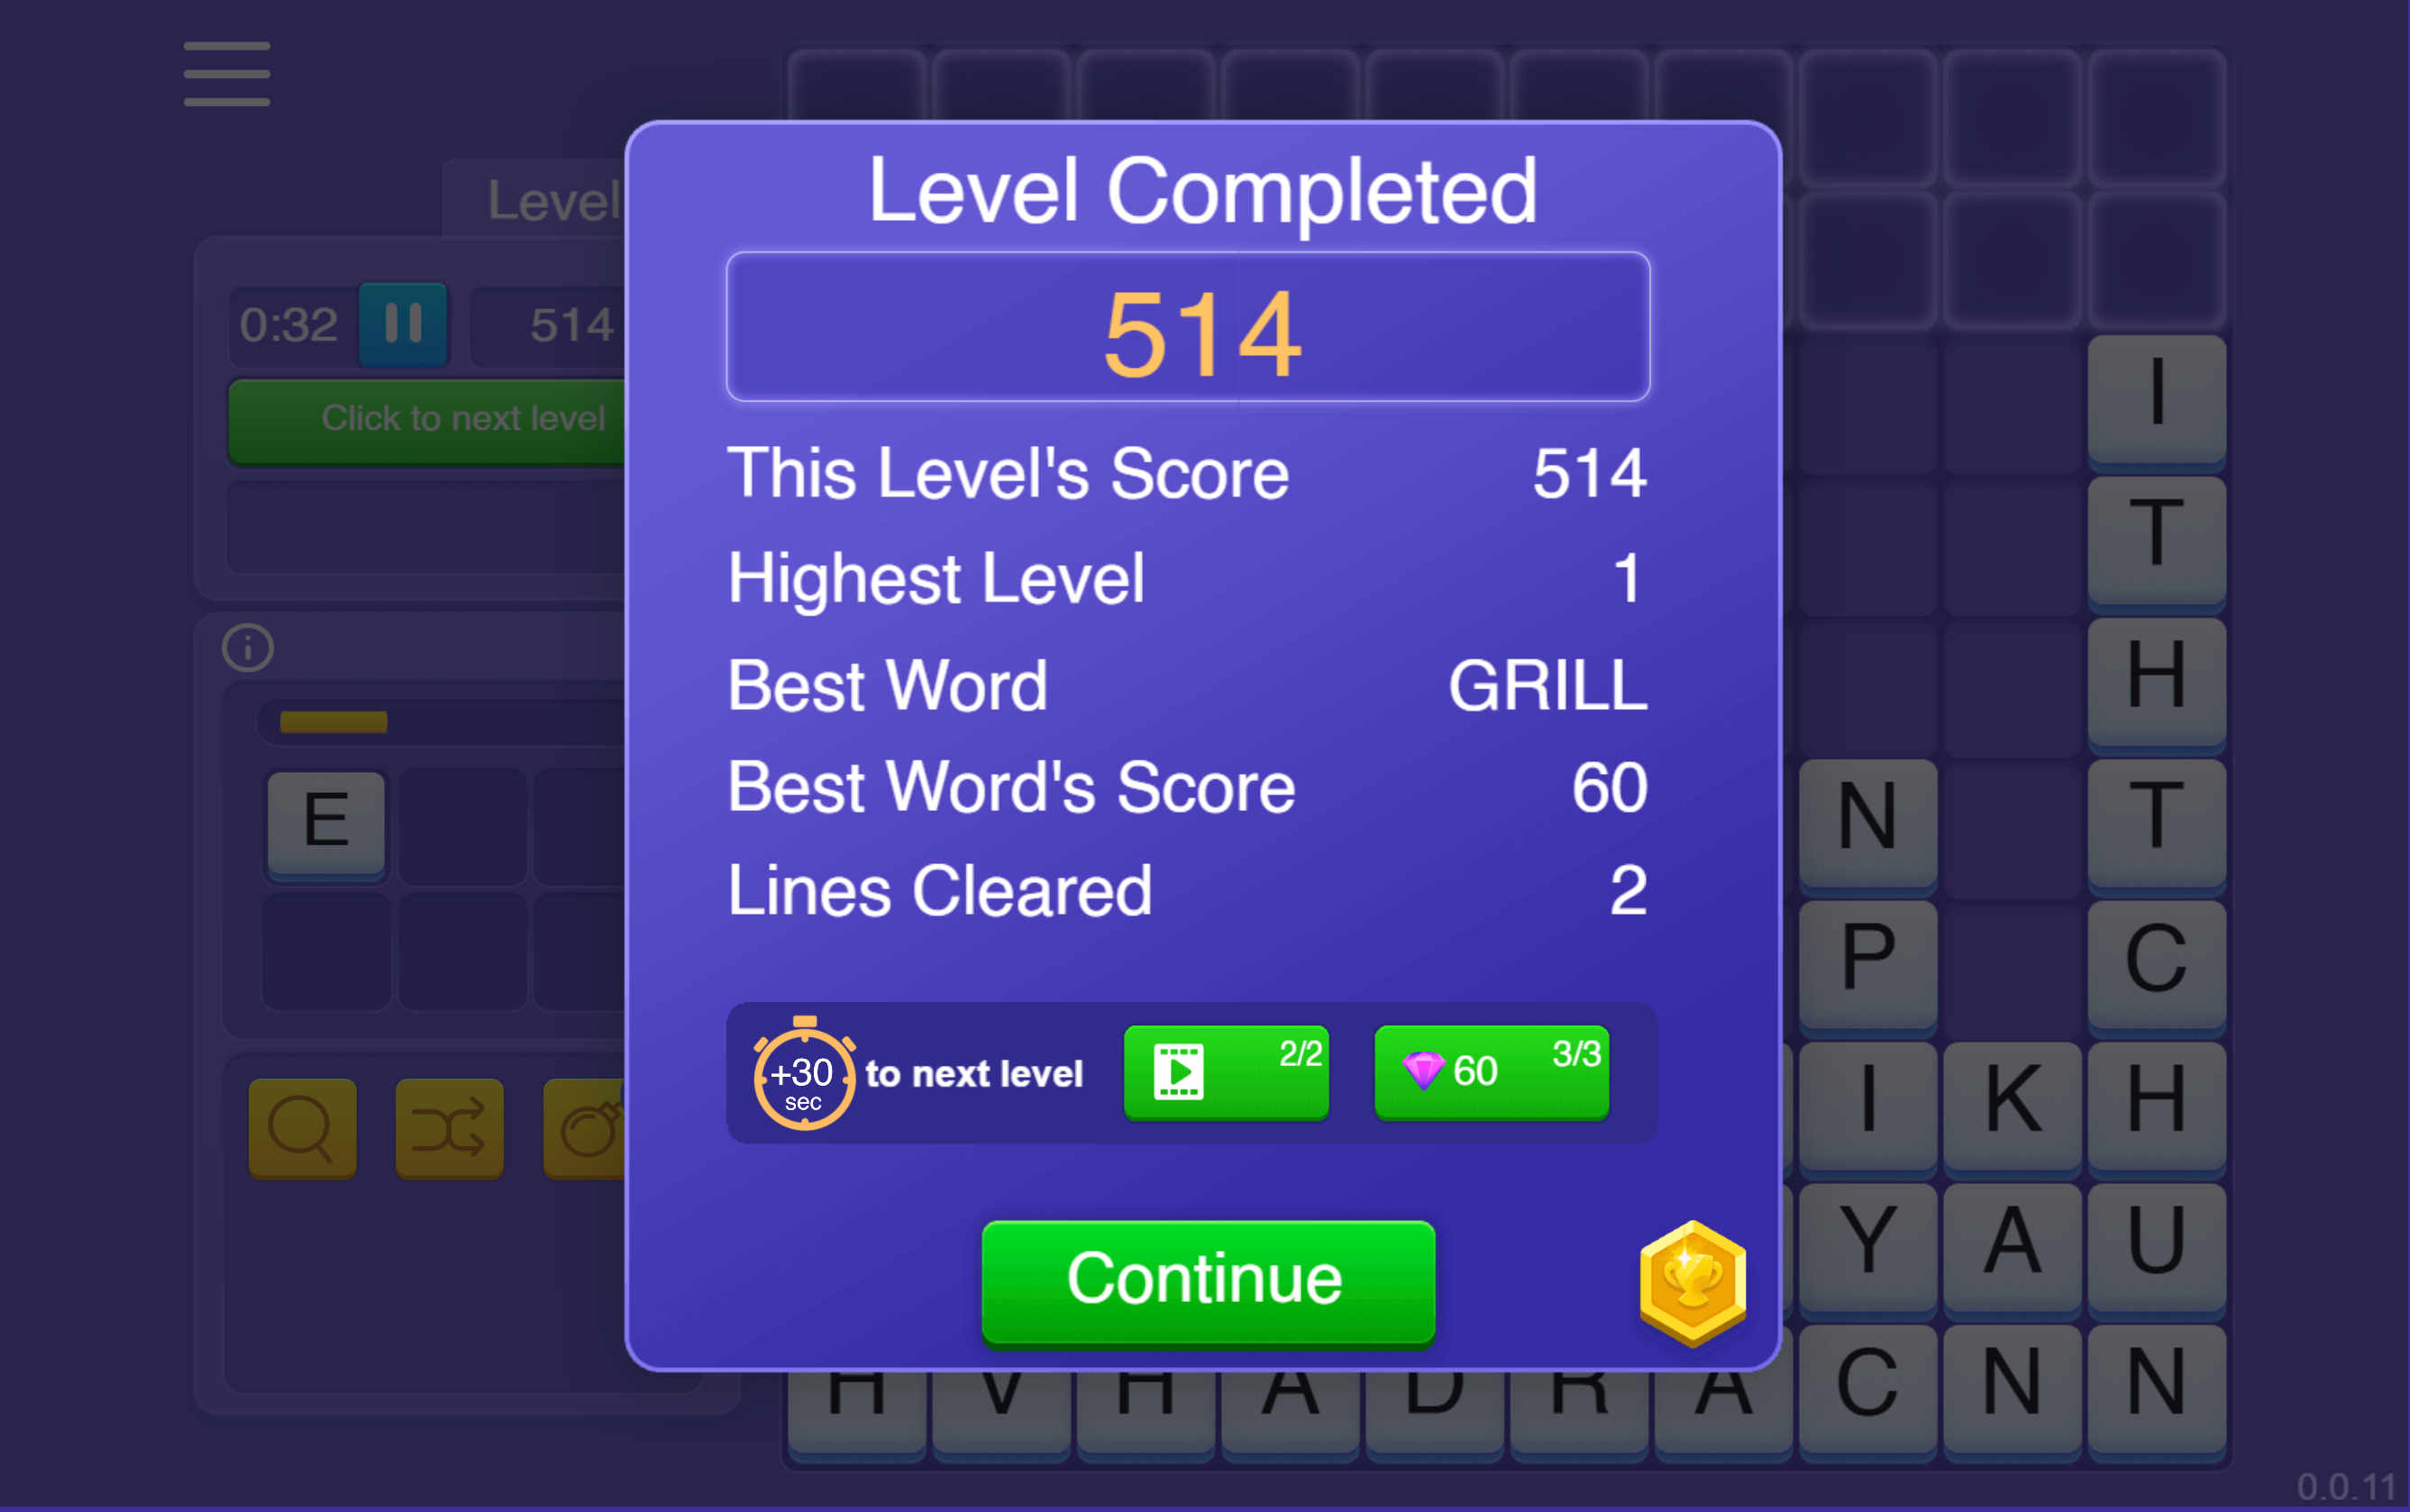 Level
0:32
514
Click to next level
E
Level Completed
514
This Level's Score 514
Highest Level 1
Best Word GRILL
Best Word's Score 60
Lines Cleared 2
+30 sec to next level 2/2 60 3/3
Continue
I
T
H
N T
P C
I K H
Y A U
H V H A D R A C N N
0.0.11